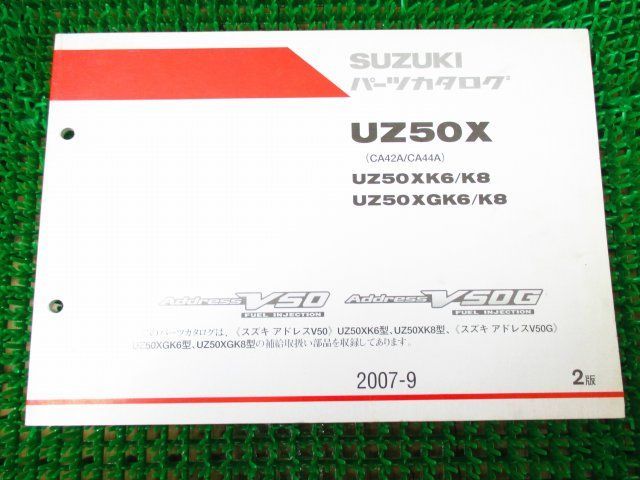 SUZUKI
パーツカタログ
UZ50X
(CA42A/CA44A)
UZ50XK6/K8
UZ50XGK6/K8
Address V50 Address V50G
FUEL INJECTION FUEL INJECTION
このパーツカタログは、《スズキ アドレスV50》UZ50XK6型、UZ50XK8型、《スズキ アドレスV50G》
UZ50XGK6型、UZ50XGK8型の補給取扱い部品を収録してあります。
2007-9 2版